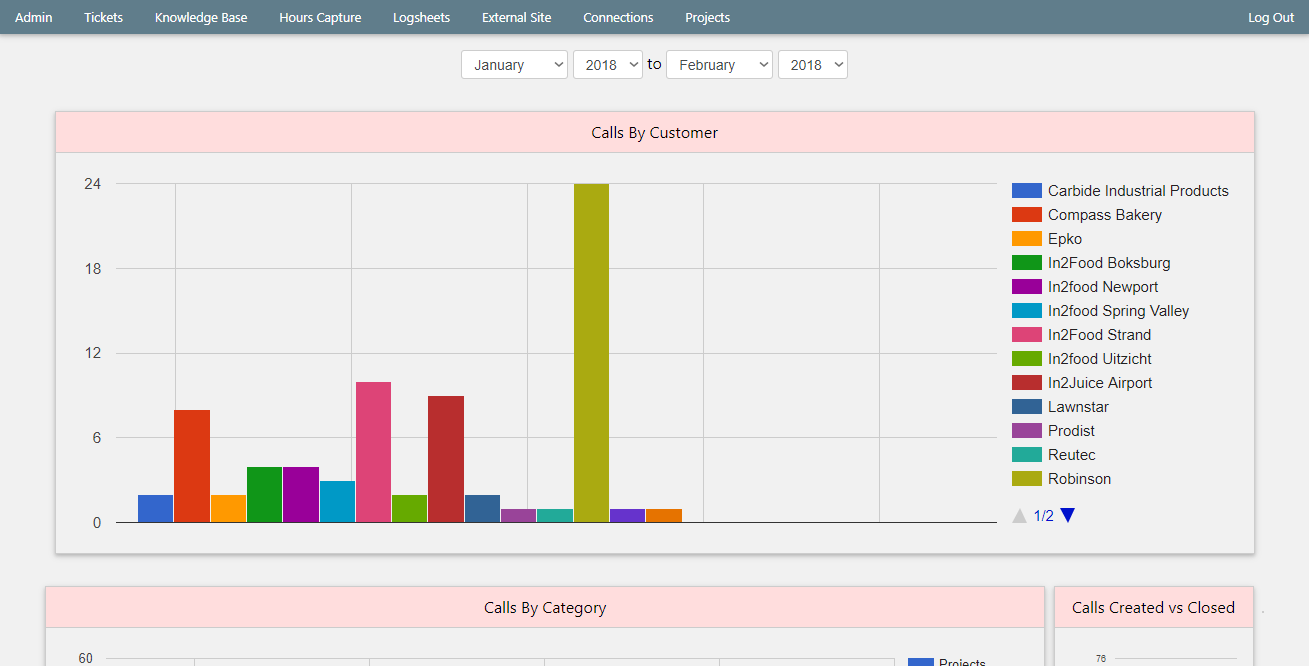 Admin Tickets Knowledge Base Hours Capture Logsheets External Site Connections Projects Log Out
January 2018 to February 2018
Calls By Customer
24
18
12
6
0
Carbide Industrial Products
Compass Bakery
Epko
In2Food Boksburg
In2food Newport
In2food Spring Valley
In2Food Strand
In2food Uitzicht
In2Juice Airport
Lawnstar
Prodist
Reutec
Robinson
1/2
Calls By Category
60
Projects
Calls Created vs Closed
76